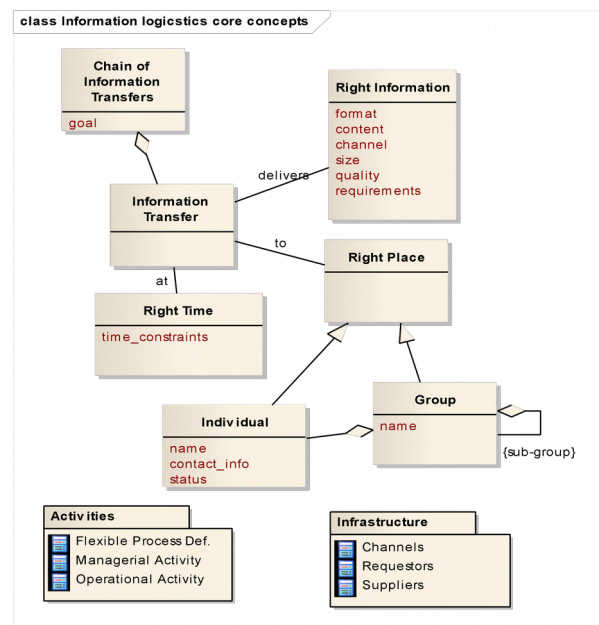 class Information logicstics core concepts
Chain of
Information
Transfers
goal
Right Information
format
content
channel
size
quality
requirements
delivers
Information
Transfer
to
Right Place
at
Right Time
time_constraints
Individual
name
contact_info
status
Group
name
{sub-group}
Activities
Flexible Process Def.
Managerial Activity
Operational Activity
Infrastructure
Channels
Requestors
Suppliers